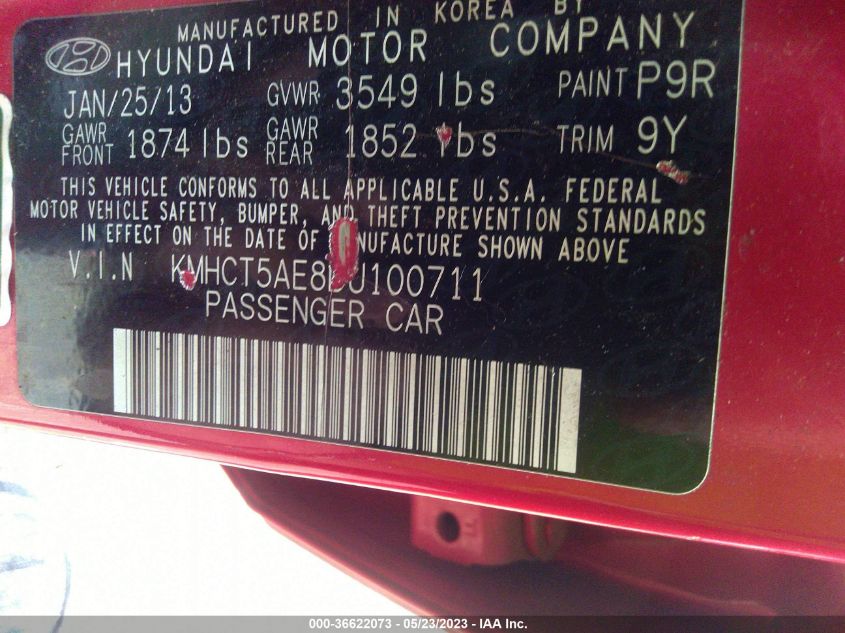 MANUFACTURED IN KOREA BY
HYUNDAI MOTOR COMPANY
JAN/25/13 GVWR 3549 lbs PAINT P9R
GAWR FRONT 1874 lbs GAWR REAR 1852 lbs TRIM 9Y
THIS VEHICLE CONFORMS TO ALL APPLICABLE U.S.A. FEDERAL
MOTOR VEHICLE SAFETY, BUMPER, AND THEFT PREVENTION STANDARDS
IN EFFECT ON THE DATE OF MANUFACTURE SHOWN ABOVE
V.I.N KMHCT5AE8DU100711
PASSENGER CAR
000-36622073 - 05/23/2023 - IAA Inc.